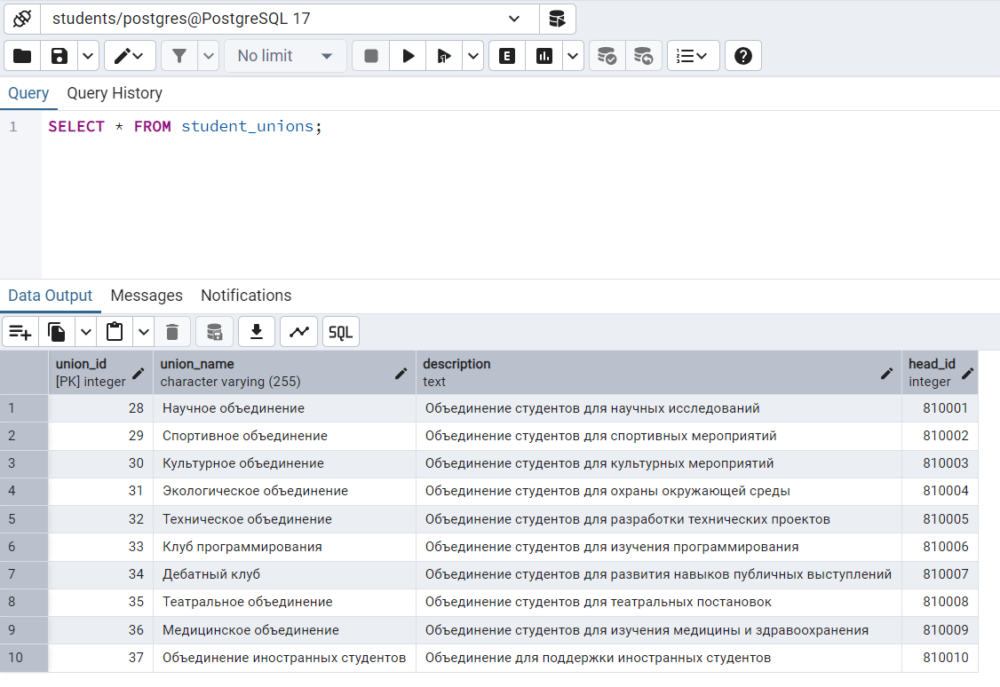 students/postgres@PostgreSQL 17
No limit
E
Query Query History
1 SELECT * FROM student_unions;
Data Output Messages Notifications
SQL
union_id union_name description head_id
[PK] integer character varying (255) text integer
1 28 Научное объединение Объединение студентов для научных исследований 810001
2 29 Спортивное объединение Объединение студентов для спортивных мероприятий 810002
3 30 Культурное объединение Объединение студентов для культурных мероприятий 810003
4 31 Экологическое объединение Объединение студентов для охраны окружающей среды 810004
5 32 Техническое объединение Объединение студентов для разработки технических проектов 810005
6 33 Клуб программирования Объединение студентов для изучения программирования 810006
7 34 Дебатный клуб Объединение студентов для развития навыков публичных выступлений 810007
8 35 Театральное объединение Объединение студентов для театральных постановок 810008
9 36 Медицинское объединение Объединение студентов для изучения медицины и здравоохранения 810009
10 37 Объединение иностранных студентов Объединение для поддержки иностранных студентов 810010